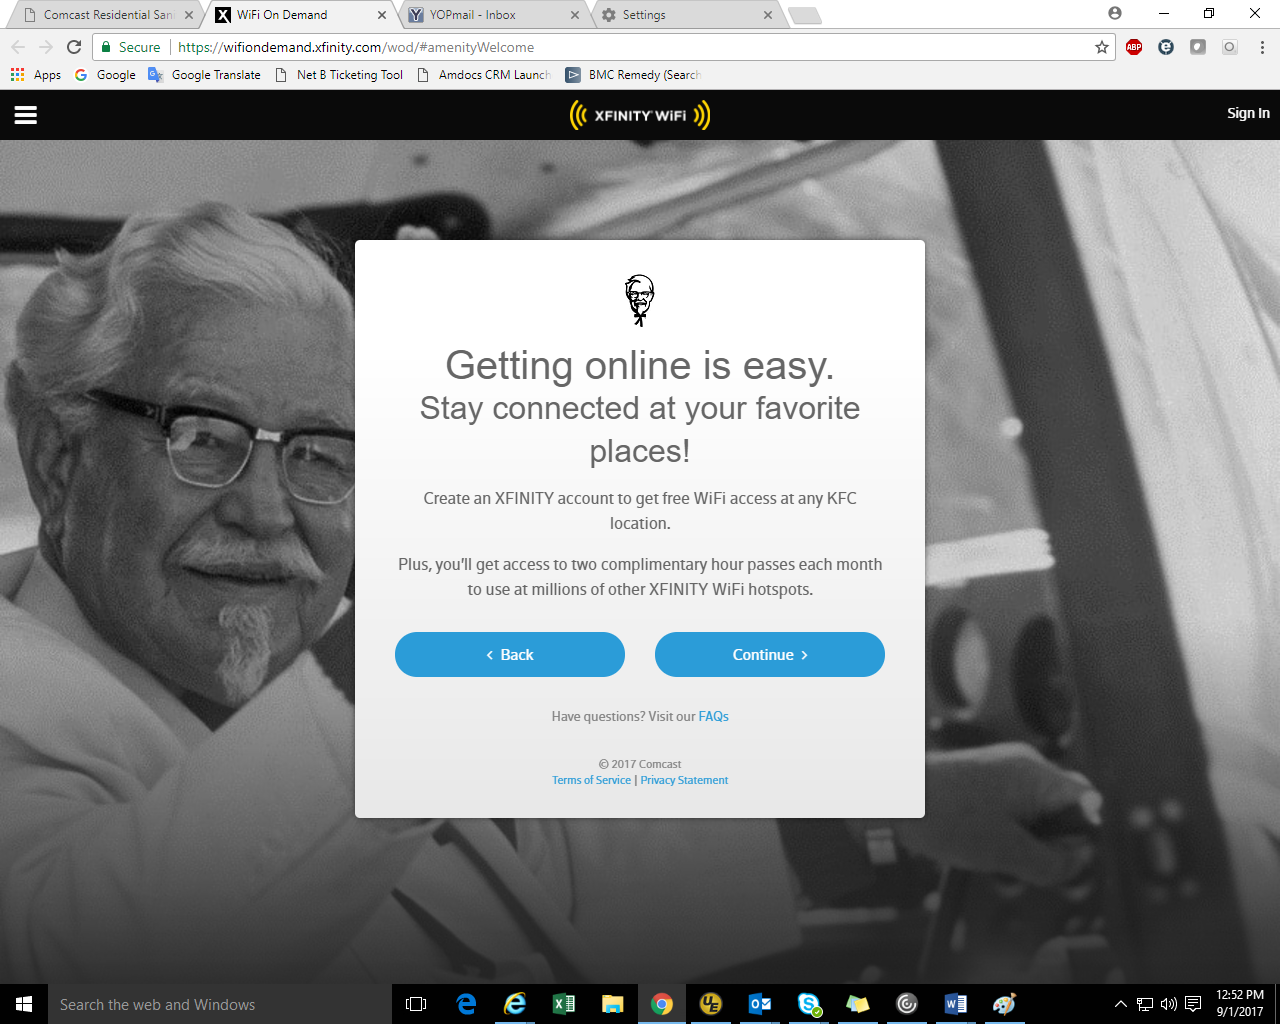 Comcast Residential San
WiFi On Demand
YOPmail - Inbox
Settings
Secure
https://wifiondemand.xfinity.com/wod/#amenityWelcome
ABP
Apps
Google
Google Translate
Net B Ticketing Tool
Amdocs CRM Launch
BMC Remedy (Search
XFINITY WiFi
Sign In
Getting online is easy.
Stay connected at your favorite
places!
Create an XFINITY account to get free WiFi access at any KFC
location.
Plus, you'll get access to two complimentary hour passes each month
to use at millions of other XFINITY WiFi hotspots.
‹ Back
Continue ›
Have questions? Visit our FAQs
© 2017 Comcast
Terms of Service | Privacy Statement
Search the web and Windows
12:52 PM
9/1/2017